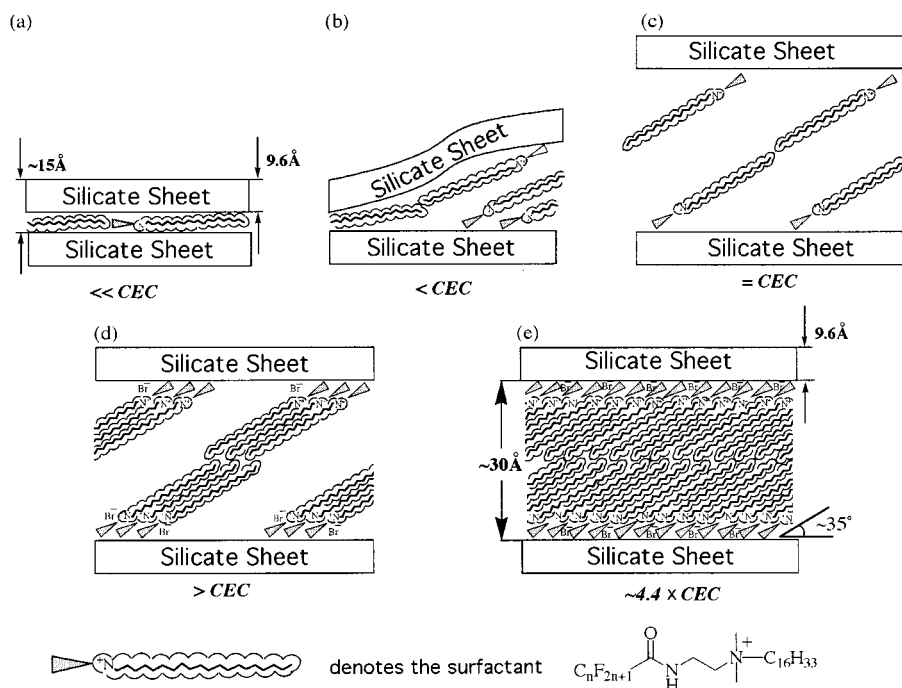 (a)
~15Å
9.6Å
Silicate Sheet
Silicate Sheet
<< CEC
(b)
Silicate Sheet
Silicate Sheet
< CEC
(c)
Silicate Sheet
N+
N+
Silicate Sheet
= CEC
(d)
Silicate Sheet
Br⁻
Br⁻
Br⁻
Br
Br⁻
Silicate Sheet
> CEC
(e)
9.6Å
Silicate Sheet
~30Å
~35°
Silicate Sheet
~4.4 × CEC
+N
denotes the surfactant
O
CnF2n+1
N
H
+
N
C16H33